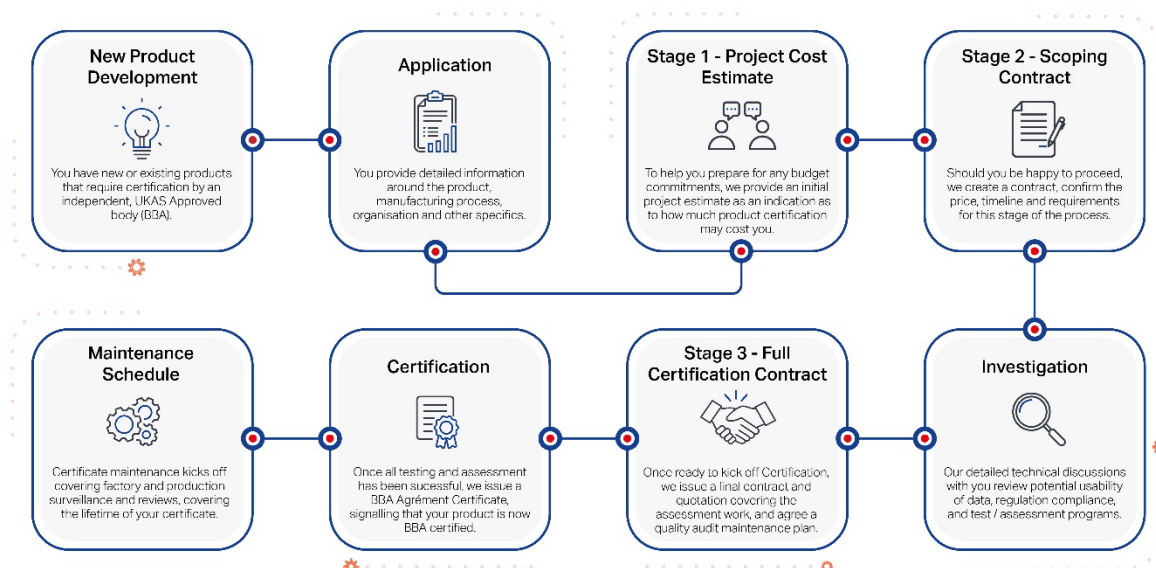 New Product
Development
You have new or existing products
that require certification by an
independent, UKAS Approved
body (BBA).
Application
You provide detailed information
around the product,
manufacturing process,
organisation and other specifics.
Stage 1 - Project Cost
Estimate
To help you prepare for any budget
commitments, we provide an initial
project estimate as an indication as
to how much product certification
may cost you.
Stage 2 - Scoping
Contract
Should you be happy to proceed,
we create a contract, confirm the
price, timeline and requirements
for this stage of the process.
Investigation
Our detailed technical discussions
with you review potential usability
of data, regulation compliance,
and test / assessment programs.
Stage 3 - Full
Certification Contract
Once ready to kick off Certification,
we issue a final contract and
quotation covering the
assessment work, and agree a
quality audit maintenance plan.
Certification
Once all testing and assessment
has been sucessful, we issue a
BBA Agrément Certificate,
signalling that your product is now
BBA certified.
Maintenance
Schedule
Certificate maintenance kicks off
covering factory and production
surveillance and reviews, covering
the lifetime of your certificate.